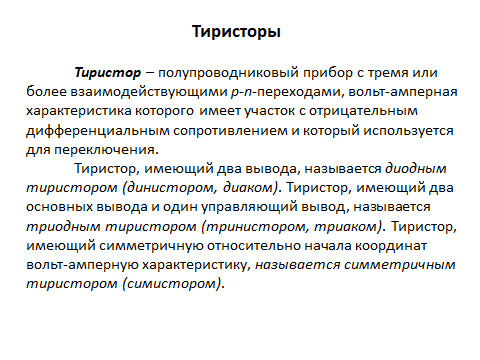 Тиристоры
Тиристор – полупроводниковый прибор с тремя или
более взаимодействующими p-n-переходами, вольт-амперная
характеристика которого имеет участок с отрицательным
дифференциальным сопротивлением и который используется
для переключения.
Тиристор, имеющий два вывода, называется диодным
тиристором (динистором, диаком). Тиристор, имеющий два
основных вывода и один управляющий вывод, называется
триодным тиристором (тринистором, триаком). Тиристор,
имеющий симметричную относительно начала координат
вольт-амперную характеристику, называется симметричным
тиристором (симистором).